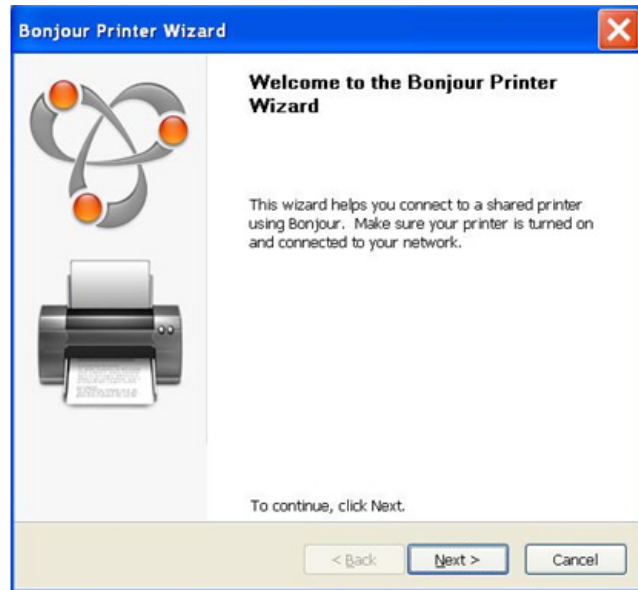 Bonjour Printer Wizard
Welcome to the Bonjour Printer
Wizard
This wizard helps you connect to a shared printer
using Bonjour. Make sure your printer is turned on
and connected to your network.
To continue, click Next.
< Back Next > Cancel